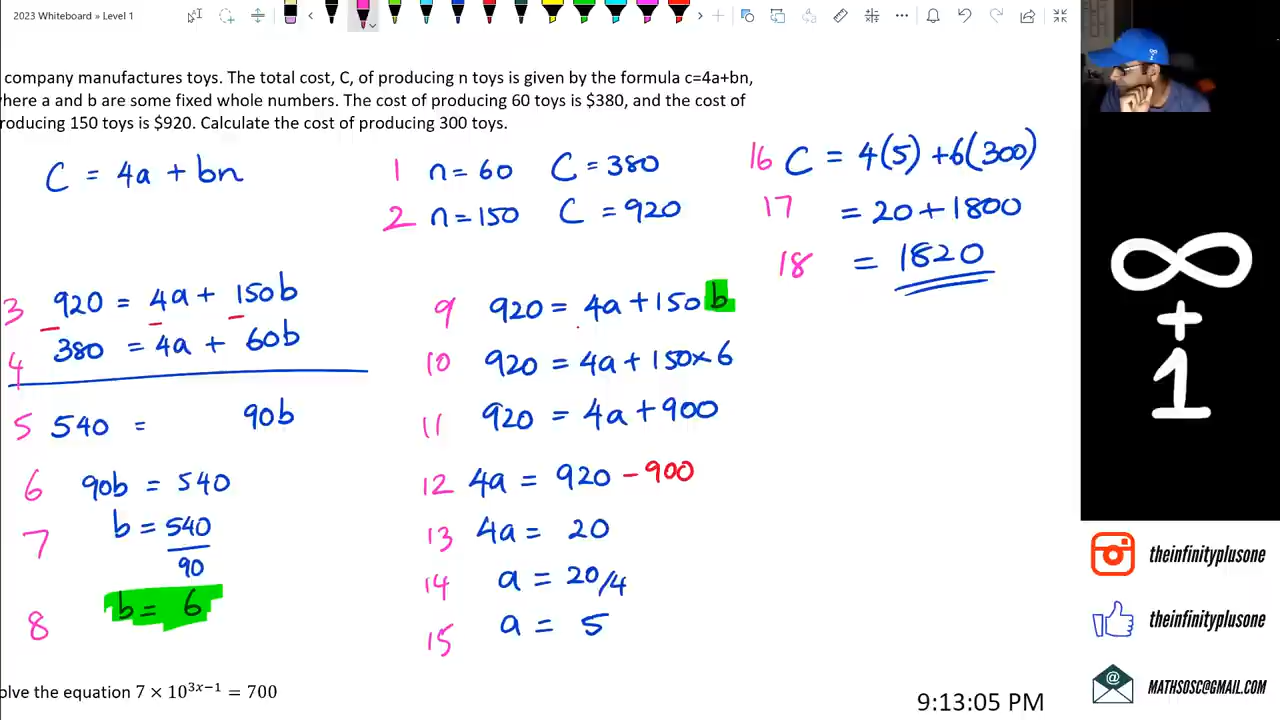 2023 Whiteboard » Level 1
company manufactures toys. The total cost, C, of producing n toys is given by the formula c=4a+bn,
here a and b are some fixed whole numbers. The cost of producing 60 toys is $380, and the cost of
roducing 150 toys is $920. Calculate the cost of producing 300 toys.
C = 4a + bn
1 n = 60 C = 380
2 n = 150 C = 920
3 920 = 4a + 150b
4 380 = 4a + 60b
5 540 = 90b
6 90b = 540
7 b = 540/90
8 b = 6
9 920 = 4a + 150b
10 920 = 4a + 150 × 6
11 920 = 4a + 900
12 4a = 920 - 900
13 4a = 20
14 a = 20/4
15 a = 5
16 C = 4(5) + 6(300)
17 = 20 + 1800
18 = 1820
olve the equation 7 × 10³ˣ⁻¹ = 700
9:13:05 PM
∞
+
1
theinfinityplusone
theinfinityplusone
MATHSOSC@GMAIL.COM